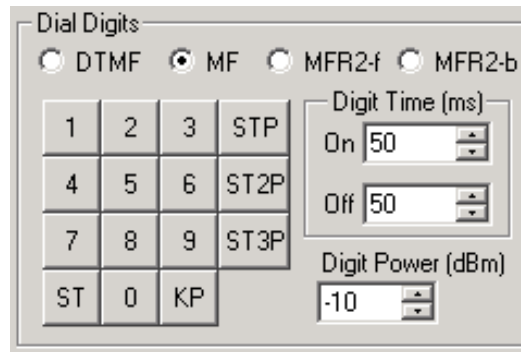 Dial Digits
DTMF MF MFR2-f MFR2-b
Digit Time (ms)
1 2 3 STP On 50
4 5 6 ST2P Off 50
7 8 9 ST3P
Digit Power (dBm)
ST 0 KP -10